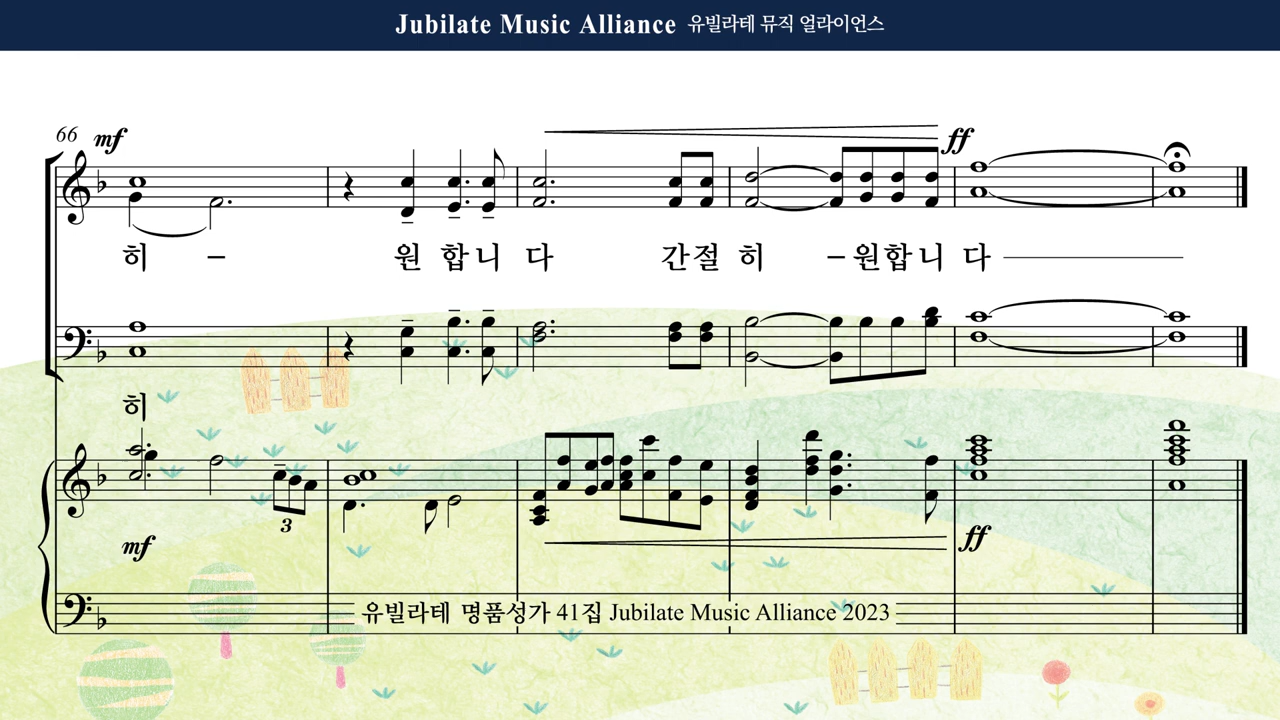 Jubilate Music Alliance 유빌라테 뮤직 얼라이언스
66 mf ff
히 - 원 합 니 다 간 절 히 - 원 합 니 다
히
3
mf ff
유빌라테 명품성가 41집 Jubilate Music Alliance 2023